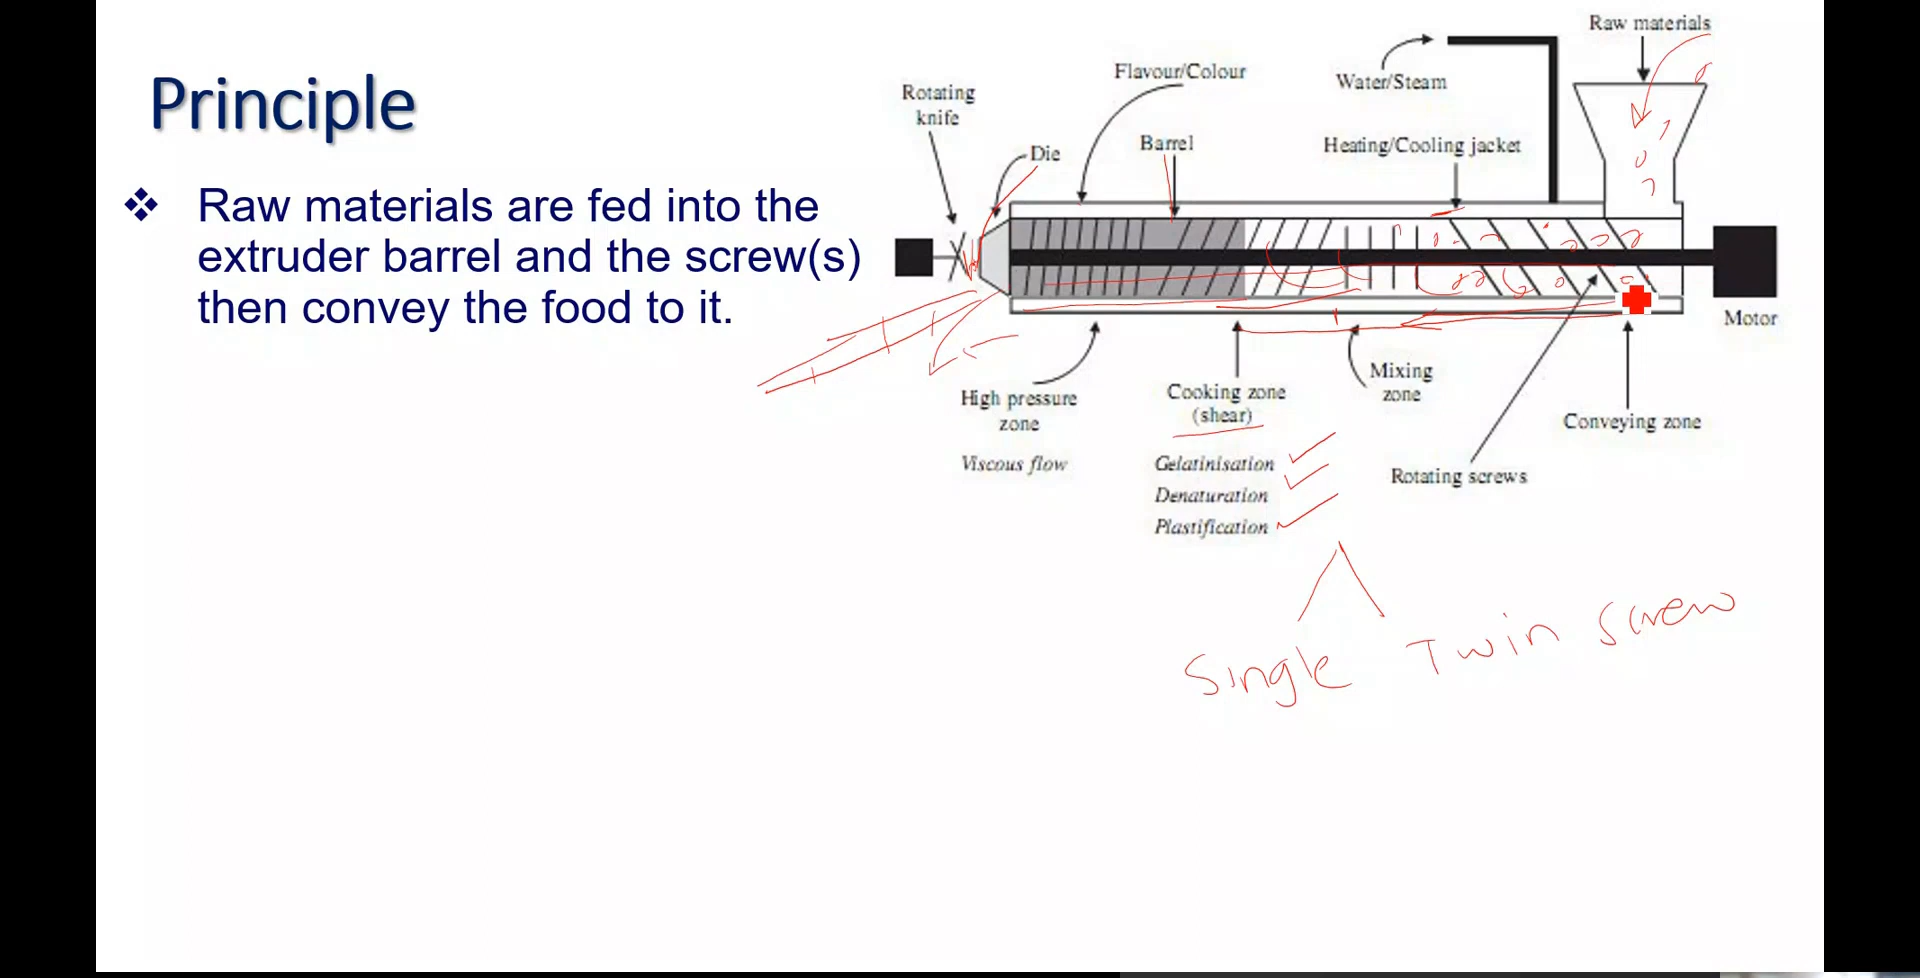 Principle
❖ Raw materials are fed into the
extruder barrel and the screw(s)
then convey the food to it.
Raw materials
Flavour/Colour
Water/Steam
Rotating
knife
Die
Barrel
Heating/Cooling jacket
Motor
High pressure
zone
Viscous flow
Cooking zone
(shear)
Gelatinisation
Denaturation
Plastification
Mixing
zone
Rotating screws
Conveying zone
Single Twin screw